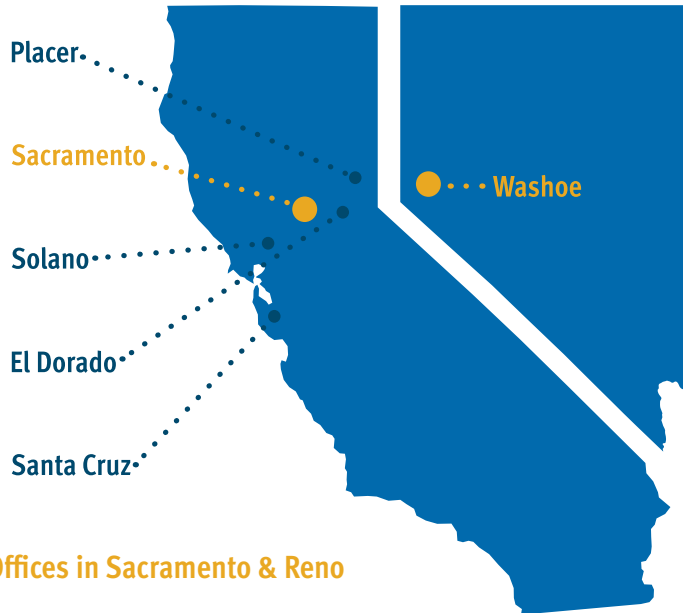 Placer
Sacramento
Washoe
Solano
El Dorado
Santa Cruz
Offices in Sacramento & Reno